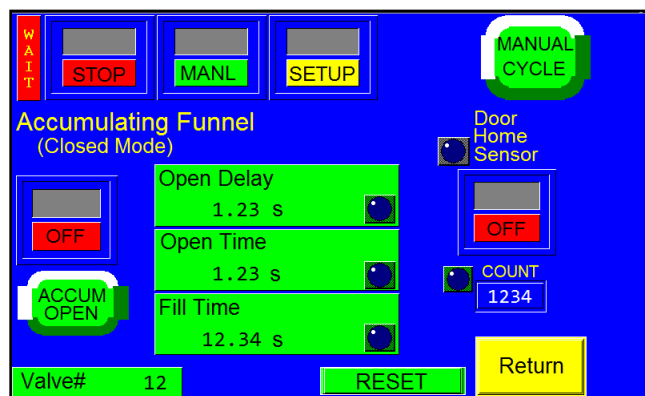 WAIT
STOP
MANL
SETUP
MANUAL
CYCLE
Accumulating Funnel
(Closed Mode)
Door
Home
Sensor
OFF
Open Delay
1.23 s
OFF
Open Time
1.23 s
ACCUM
OPEN
COUNT
1234
Fill Time
12.34 s
Valve# 12
RESET
Return